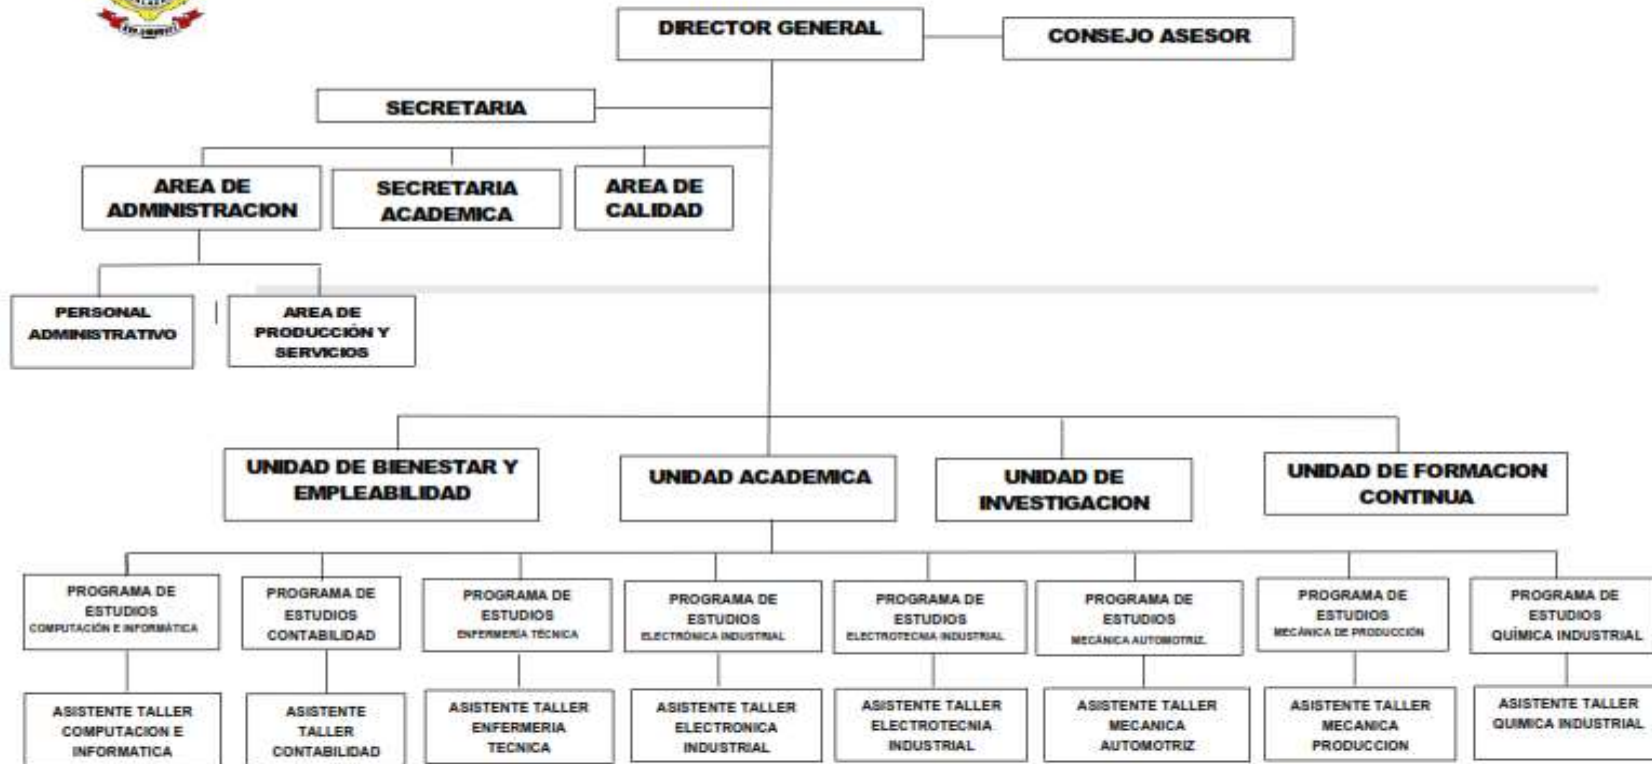 DIRECTOR GENERAL
CONSEJO ASESOR
SECRETARIA
AREA DE
ADMINISTRACION
SECRETARIA
ACADEMICA
AREA DE
CALIDAD
PERSONAL
ADMINISTRATIVO
AREA DE
PRODUCCIÓN Y
SERVICIOS
UNIDAD DE BIENESTAR Y
EMPLEABILIDAD
UNIDAD ACADEMICA
UNIDAD DE
INVESTIGACION
UNIDAD DE FORMACION
CONTINUA
PROGRAMA DE
ESTUDIOS
COMPUTACIÓN E INFORMÁTICA
PROGRAMA DE
ESTUDIOS
CONTABILIDAD
PROGRAMA DE
ESTUDIOS
ENFERMERÍA TÉCNICA
PROGRAMA DE
ESTUDIOS
ELECTRÓNICA INDUSTRIAL
PROGRAMA DE
ESTUDIOS
ELECTROTECNIA INDUSTRIAL
PROGRAMA DE
ESTUDIOS
MECÁNICA AUTOMOTRIZ.
PROGRAMA DE
ESTUDIOS
MECÁNICA DE PRODUCCIÓN
PROGRAMA DE
ESTUDIOS
QUÍMICA INDUSTRIAL
ASISTENTE TALLER
COMPUTACION E
INFORMATICA
ASISTENTE
TALLER
CONTABILIDAD
ASISTENTE TALLER
ENFERMERIA
TECNICA
ASISTENTE TALLER
ELECTRONICA
INDUSTRIAL
ASISTENTE TALLER
ELECTROTECNIA
INDUSTRIAL
ASISTENTE TALLER
MECANICA
AUTOMOTRIZ
ASISTENTE TALLER
MECANICA
PRODUCCION
ASISTENTE TALLER
QUIMICA INDUSTRIAL